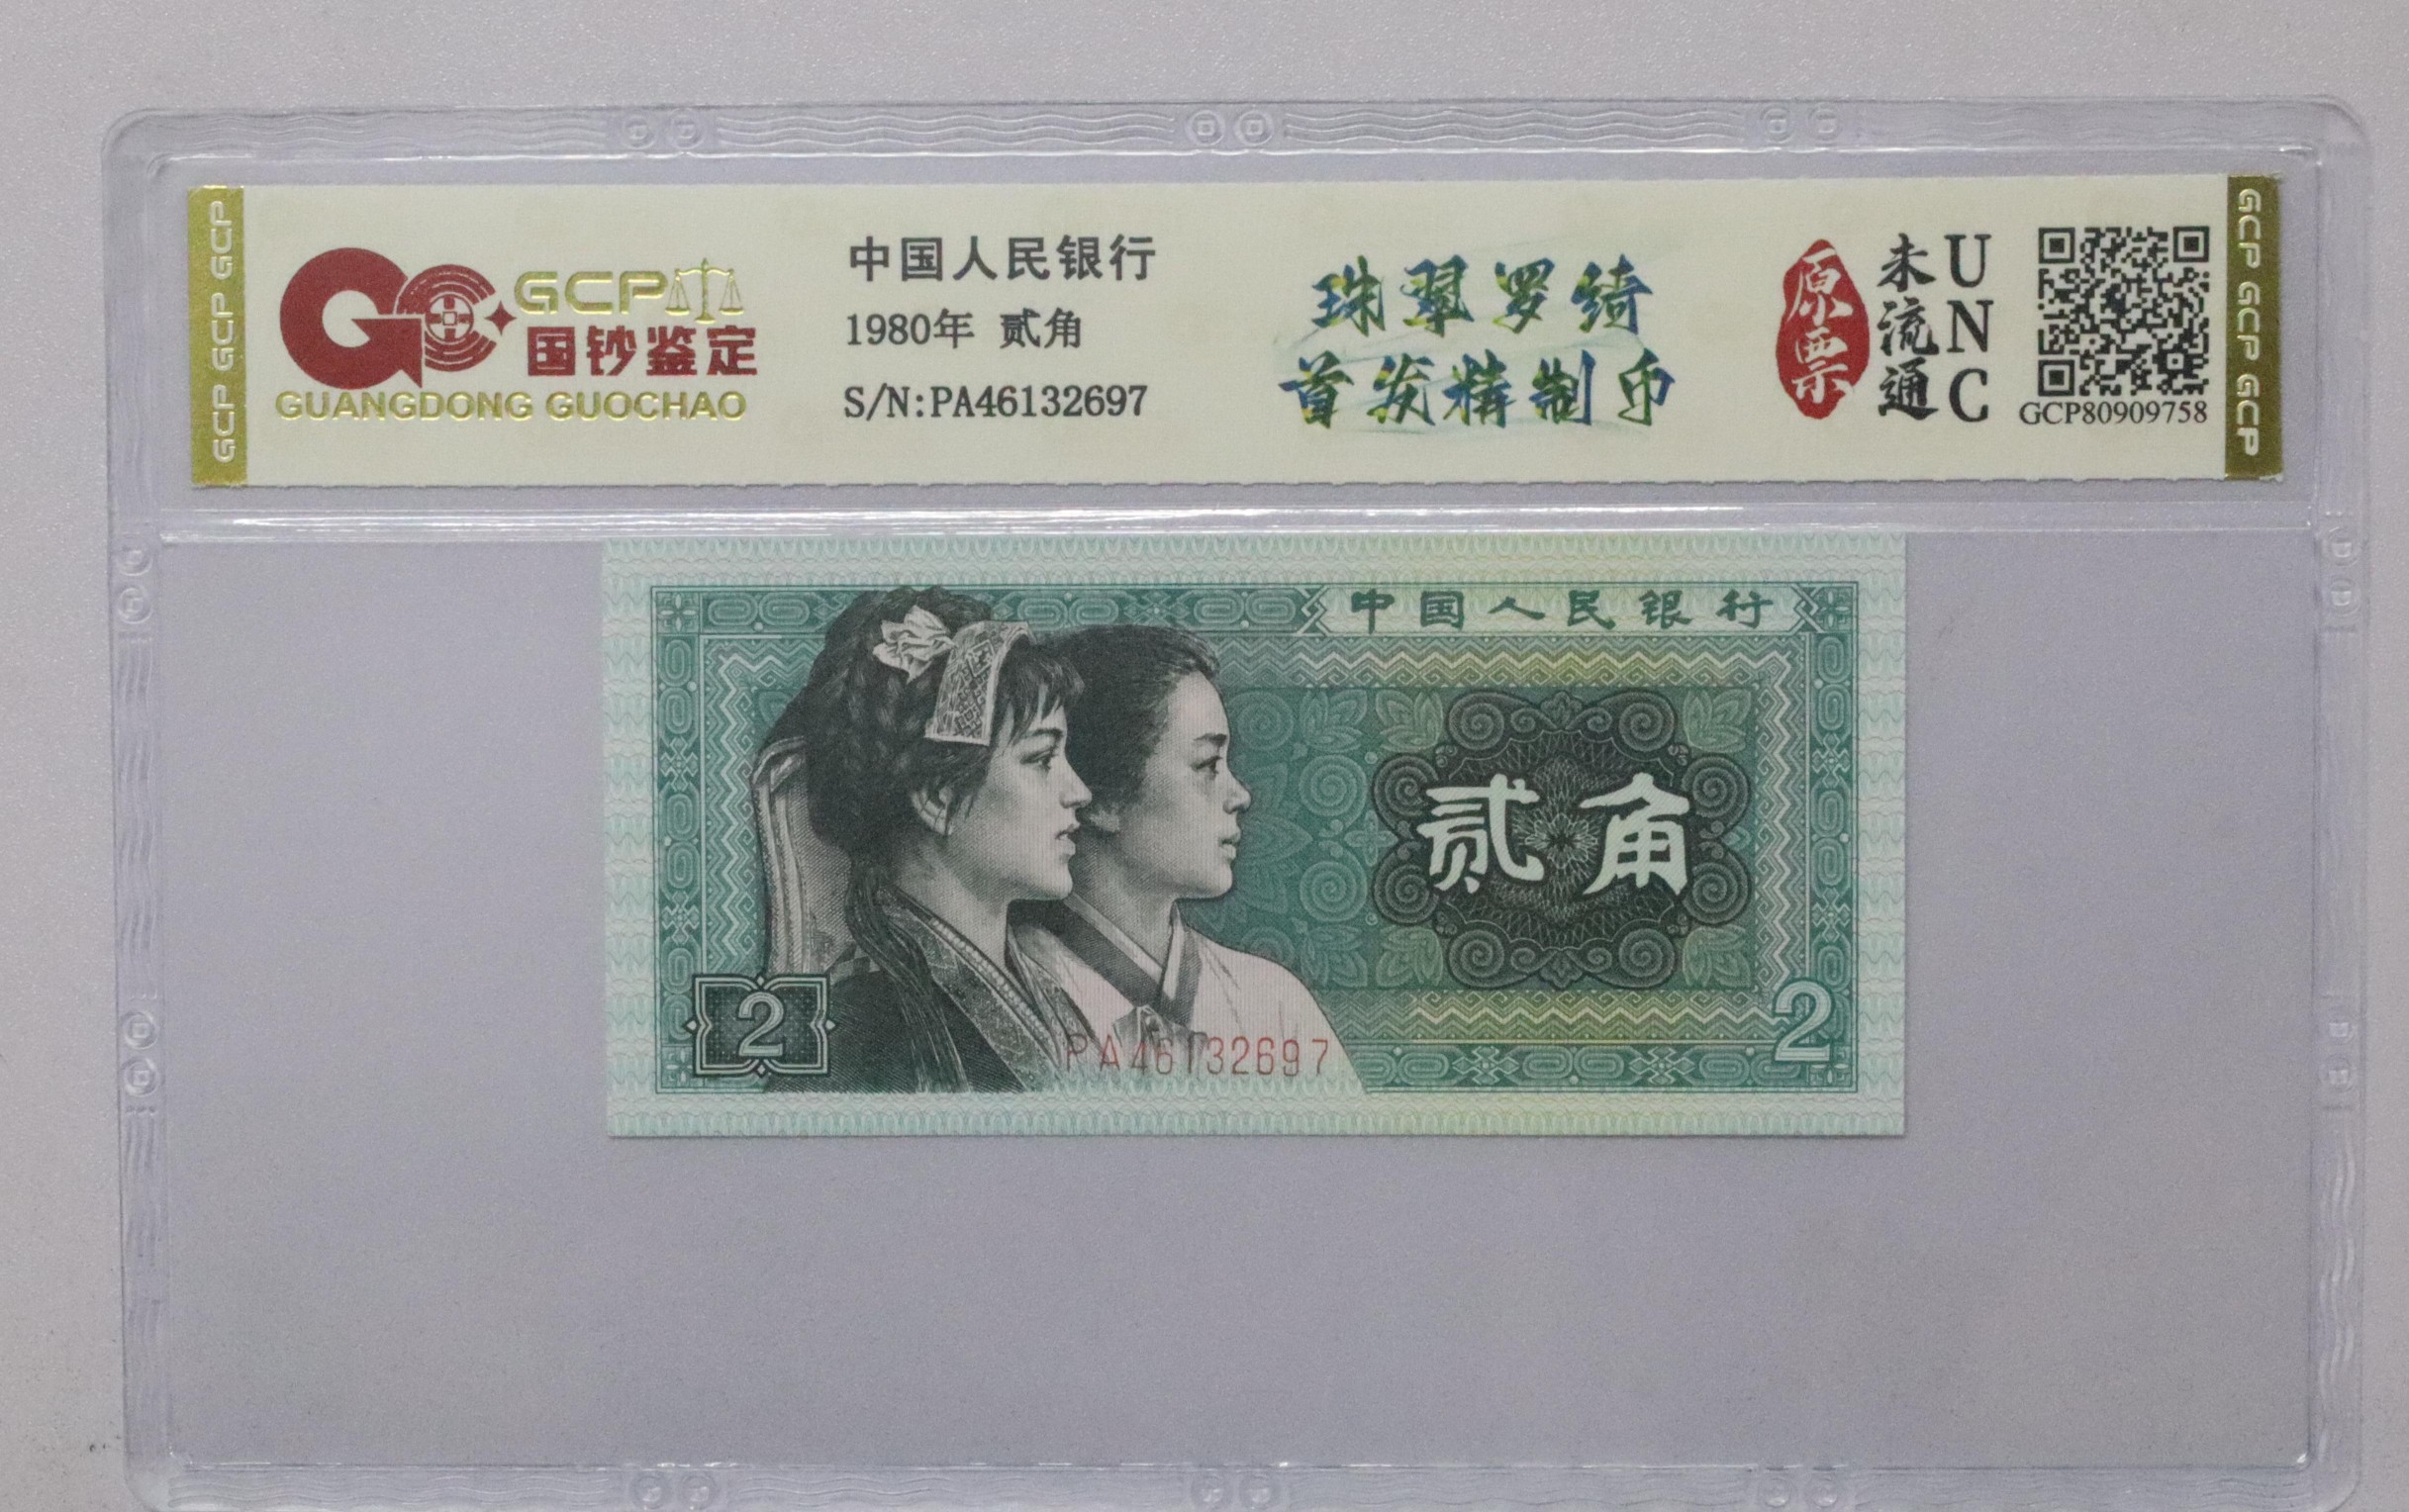 GCP GCP GCP
GCP
国钞鉴定
GUANGDONG GUOCHAO
中国人民银行
1980年 贰角
S/N:PA46132697
珠翠罗绮
首发精制币
原票
未流通
UNC
GCP80909758
GCP GCP GCP
中国人民银行
贰角
2
PA46132697
2